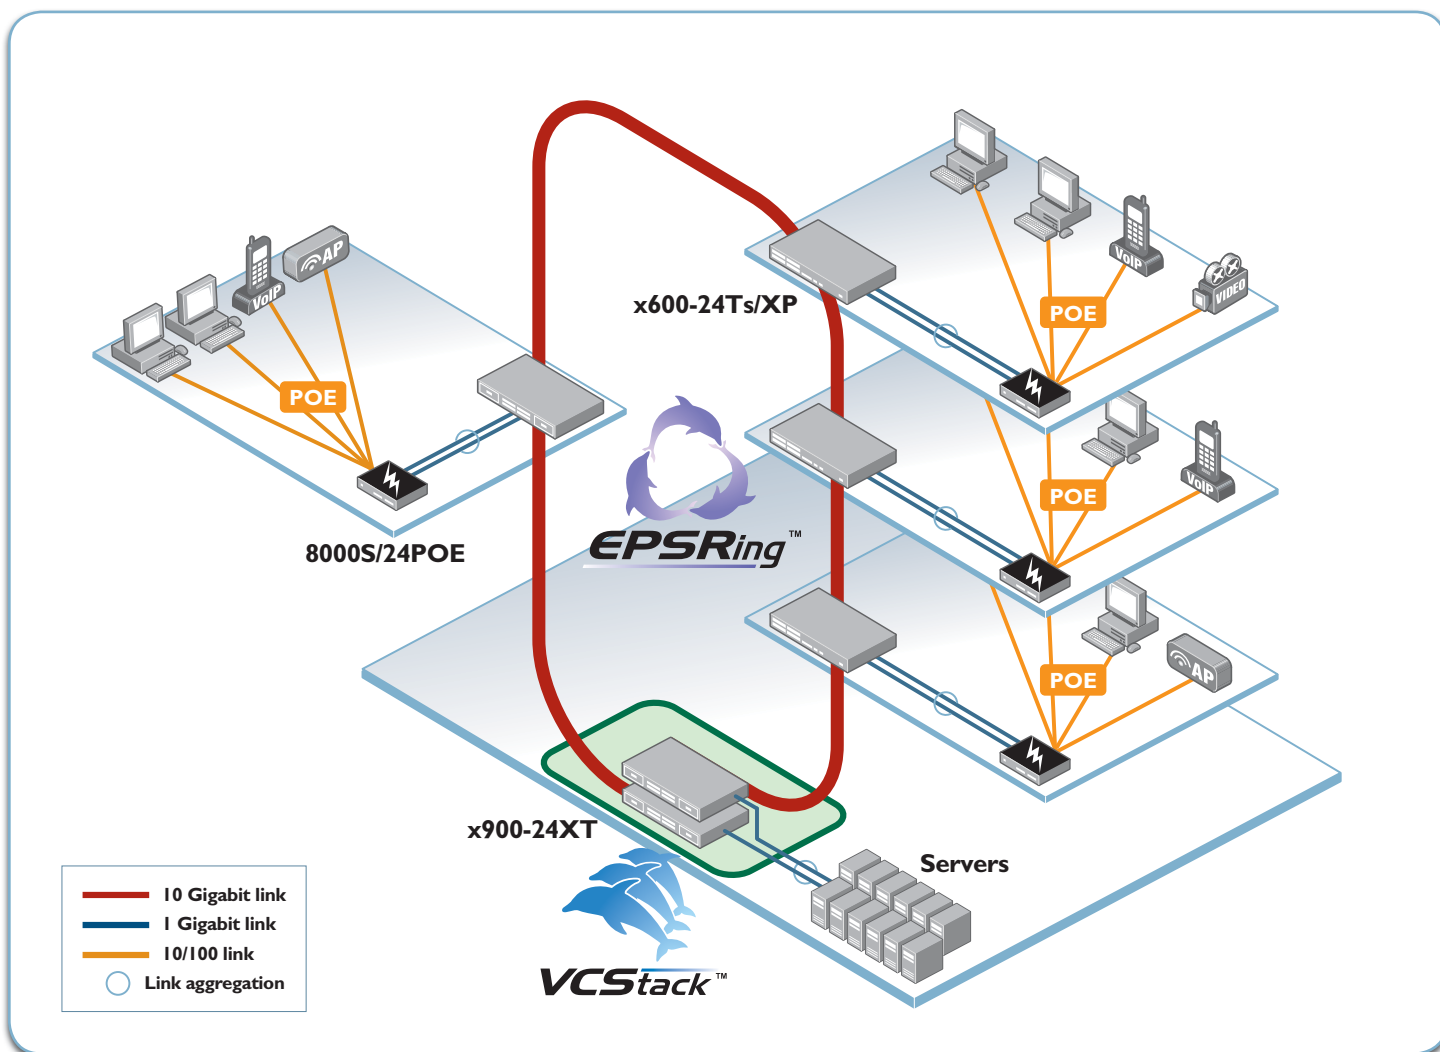 VoIP
VIDEO
POE
x600-24Ts/XP
AP
VoIP
POE
8000S/24POE
EPSRing™
POE
VoIP
POE
AP
x900-24XT
VCStack™
Servers
10 Gigabit link
1 Gigabit link
10/100 link
Link aggregation